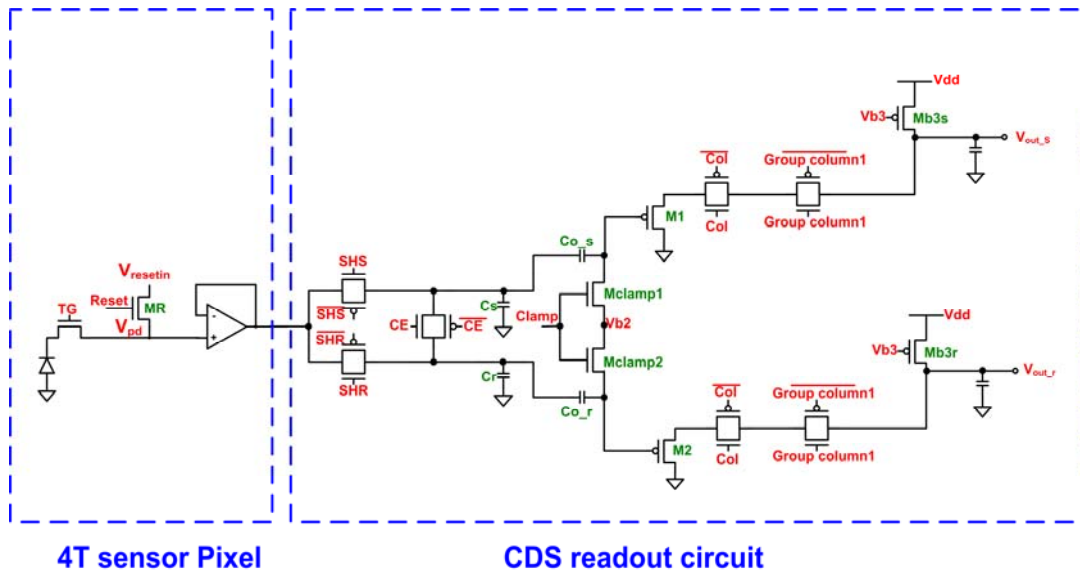 Vdd
Vb3
Mb3s
Vout_S
Col
Group column1
M1
Col
Group column1
Co_s
SHS
Vresetin
Reset
MR
TG
Vpd
-
+
SHS
SHR
SHR
Cs
CE
CE
Clamp
Mclamp1
Vb2
Mclamp2
Cr
Co_r
Vdd
Vb3
Mb3r
Vout_r
Col
Group column1
M2
Col
Group column1
4T sensor Pixel
CDS readout circuit